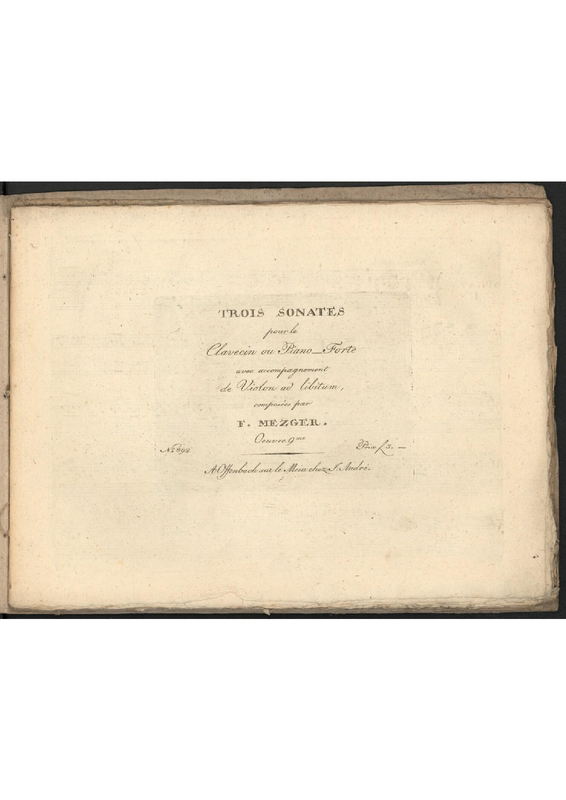 TROIS SONATES
pour le
Clavecin ou Piano_Forte
avec accompagnement
de Violon ad libitum,
composées par
F. MEZGER.
Oeuvre 9me
No. 892 Prix f. 3. —
A Offenbach sur le Mein chez J. André.